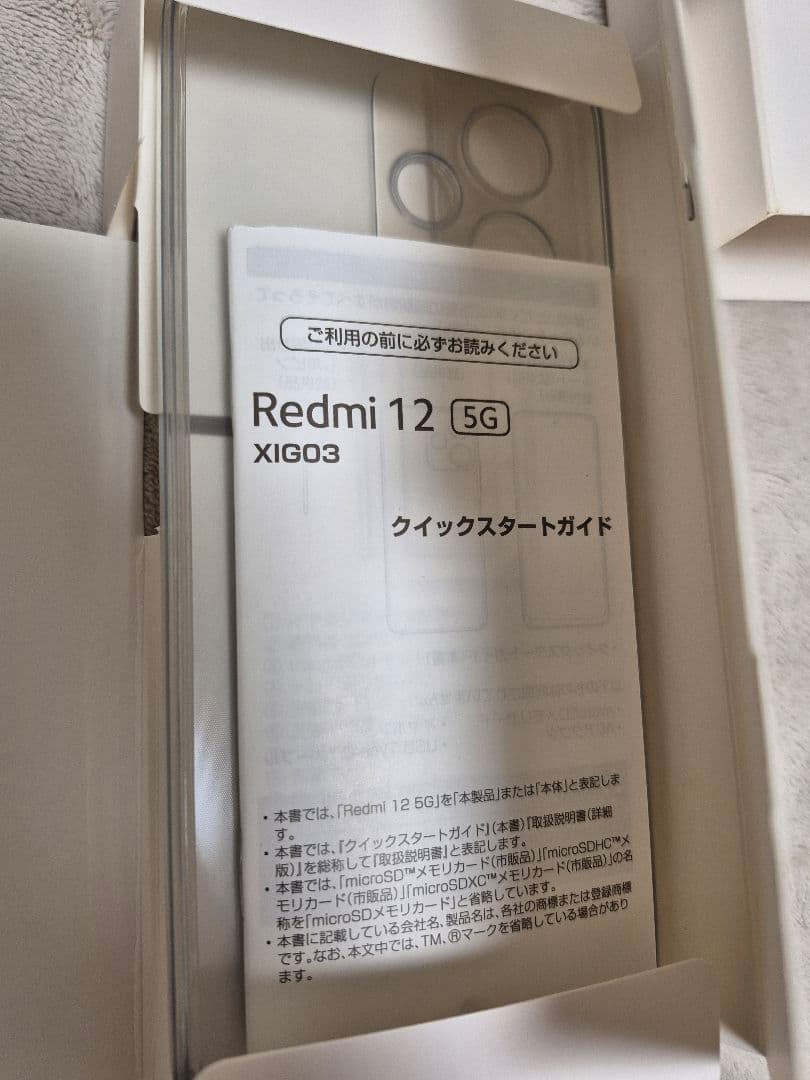 ご利用の前に必ずお読みください
Redmi 12 5G
XIG03
クイックスタートガイド
・本書では、「Redmi 12 5G」を「本製品」または「本体」と表記しま
す。
・本書では、『クイックスタートガイド』（本書）『取扱説明書（詳細
版）』を総称して『取扱説明書』と表記します。
・本書では、「microSD™メモリカード（市販品）」「microSDHC™メ
モリカード（市販品）」「microSDXC™メモリカード（市販品）」の名
称を「microSDメモリカード」と省略しています。
・本書に記載している会社名、製品名は、各社の商標または登録商標
です。なお、本文中では、TM、®マークを省略している場合があり
ます。